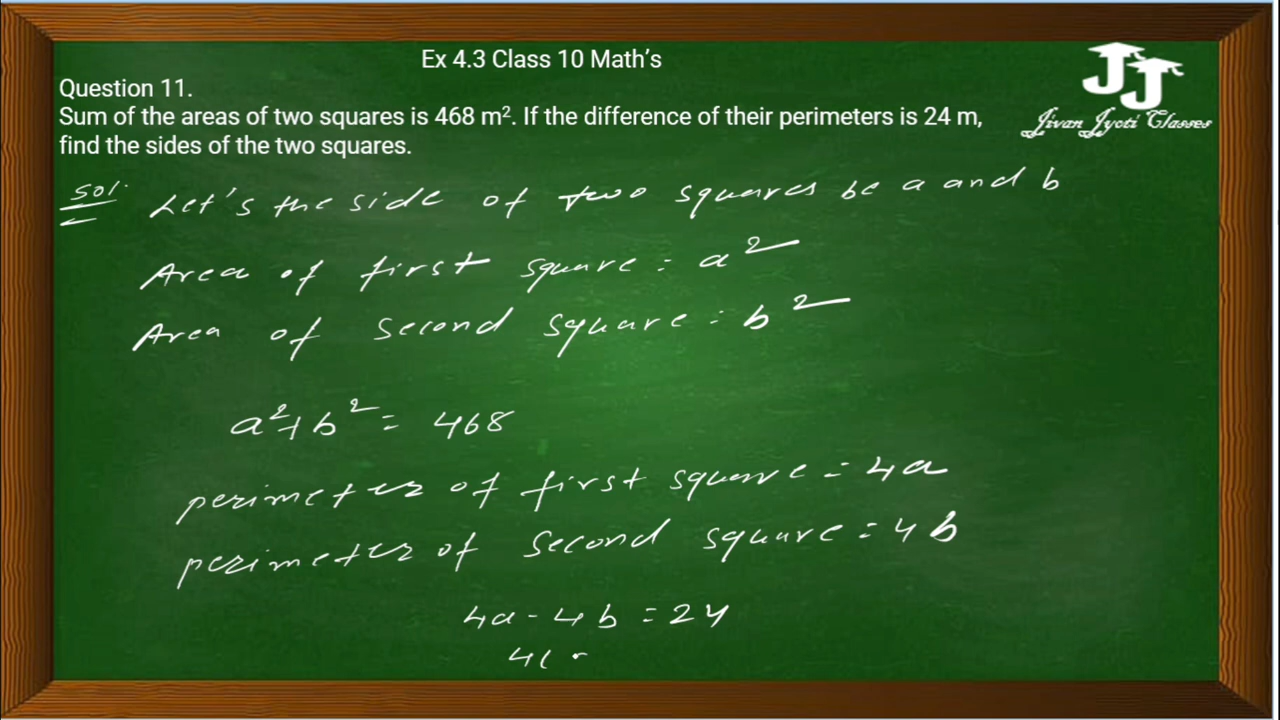 Ex 4.3 Class 10 Math's
JJ
Jivan Jyoti Classes
Question 11.
Sum of the areas of two squares is 468 m². If the difference of their perimeters is 24 m,
find the sides of the two squares.
Sol. Let's the side of two squares be a and b
Area of first square = a²
Area of second square = b²
a²+b² = 468
perimeter of first square = 4a
perimeter of second square = 4b
4a - 4b = 24
4(